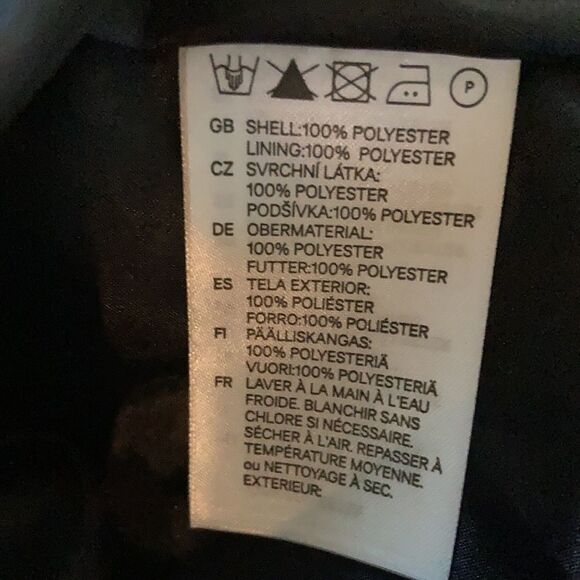 P
GB SHELL:100% POLYESTER
LINING:100% POLYESTER
CZ SVRCHNÍ LÁTKA:
100% POLYESTER
PODŠÍVKA:100% POLYESTER
DE OBERMATERIAL:
100% POLYESTER
FUTTER:100% POLYESTER
ES TELA EXTERIOR:
100% POLIÉSTER
FORRO:100% POLIÉSTER
FI PÄÄLLISKANGAS:
100% POLYESTERIÄ
VUORI:100% POLYESTERIÄ
FR LAVER À LA MAIN À L'EAU
FROIDE. BLANCHIR SANS
CHLORE SI NÉCESSAIRE.
SÉCHER À L'AIR. REPASSER À
TEMPÉRATURE MOYENNE.
ou NETTOYAGE À SEC.
EXTERIEUR: